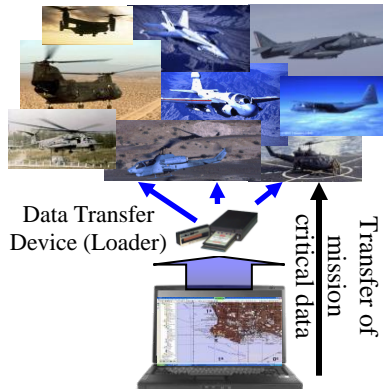 Data Transfer
Device (Loader)
Transfer of
mission
critical data